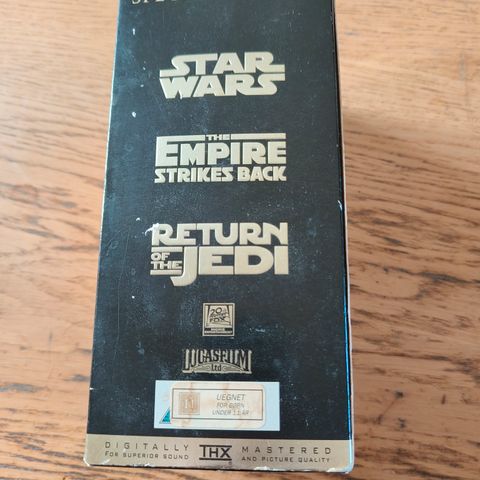 STAR
WARS
THE
EMPIRE
STRIKES BACK
RETURN
OF THE JEDI
20th
CENTURY
FOX
LUCASFILM
Ltd
UEGNET
FOR BØRN
UNDER 11 ÅR
DIGITALLY THX MASTERED
FOR SUPERIOR SOUND AND PICTURE QUALITY